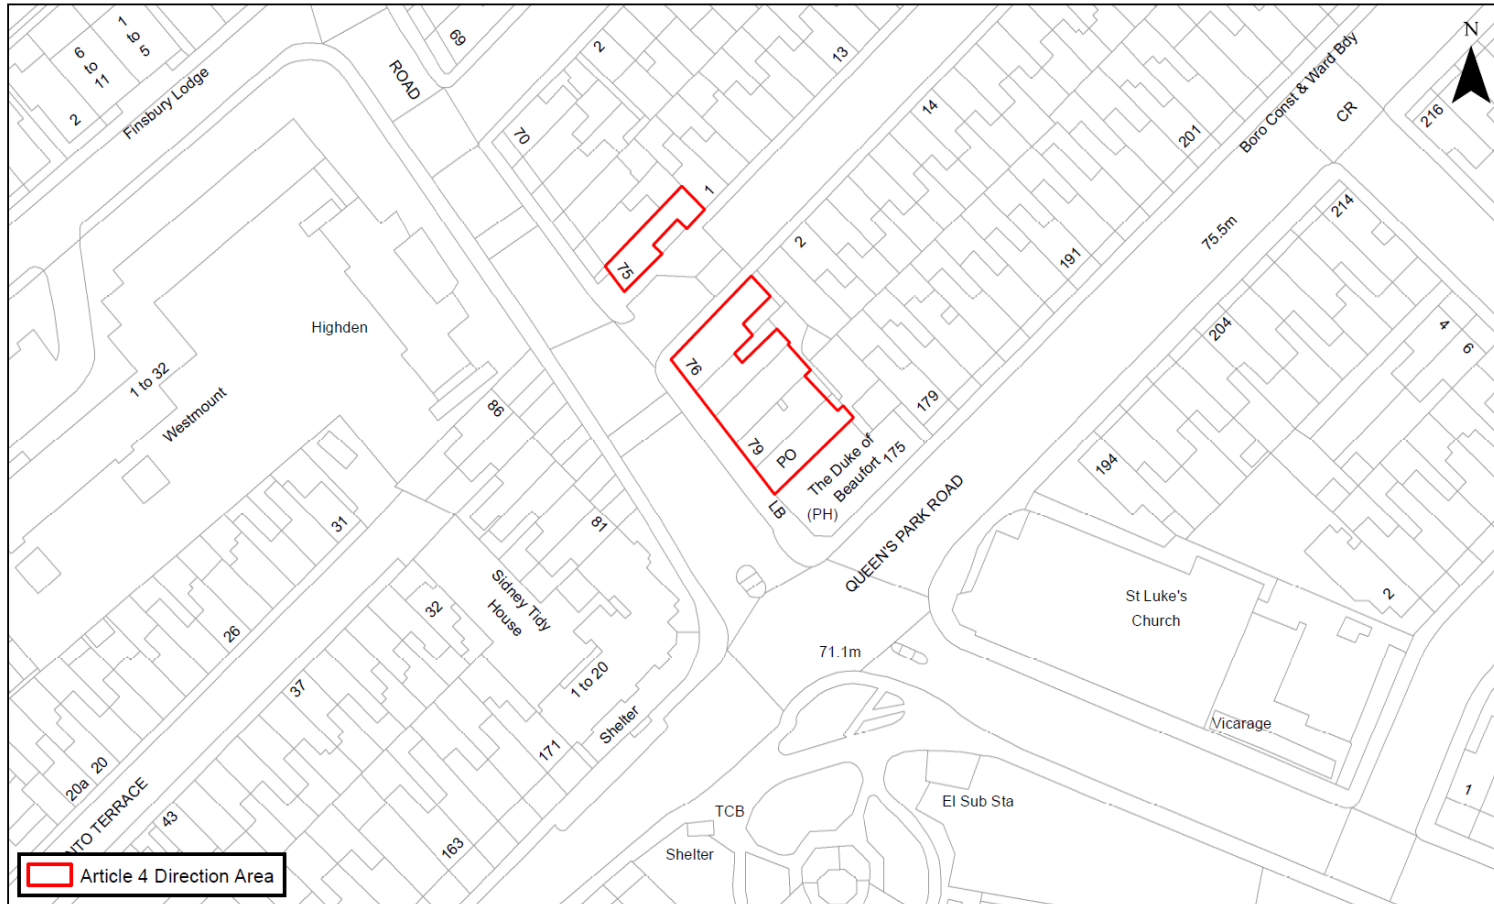 1
to
5
6
to
11
2
Finsbury Lodge
ROAD
69
2
13
70
14
1
201
Boro Const & Ward Bdy
CR
216
N
75
2
191
75.5m
214
Highden
1 to 32
Westmount
86
76
79
PO
LB
The Duke of
Beaufort
(PH)
175
179
204
4
6
194
QUEEN'S PARK ROAD
31
81
26
32
Sidney Tidy
House
St Luke's
Church
2
71.1m
37
1 to 20
Shelter
171
Vicarage
20a
20
NTO TERRACE
43
163
TCB
Shelter
El Sub Sta
1
Article 4 Direction Area